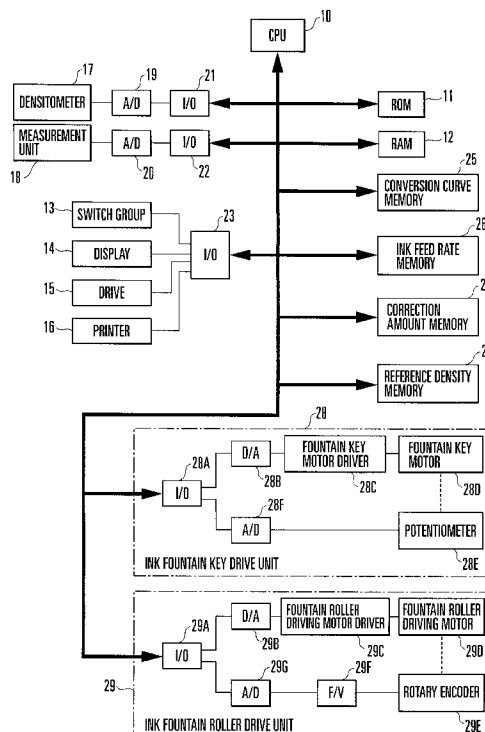 10
CPU
17
19
21
DENSITOMETER
A/D
I/O
ROM
11
MEASUREMENT UNIT
A/D
I/O
RAM
12
18
20
22
25
CONVERSION CURVE MEMORY
13
SWITCH GROUP
23
26
14
DISPLAY
I/O
INK FEED RATE MEMORY
15
DRIVE
2
16
PRINTER
CORRECTION AMOUNT MEMORY
2
REFERENCE DENSITY MEMORY
28
28A
D/A
FOUNTAIN KEY MOTOR DRIVER
FOUNTAIN KEY MOTOR
I/O
28B
28C
28D
28F
A/D
POTENTIOMETER
28E
INK FOUNTAIN KEY DRIVE UNIT
29A
D/A
FOUNTAIN ROLLER DRIVING MOTOR DRIVER
FOUNTAIN ROLLER DRIVING MOTOR
I/O
29B
29C
29D
29G
29F
A/D
F/V
ROTARY ENCODER
29
29E
INK FOUNTAIN ROLLER DRIVE UNIT